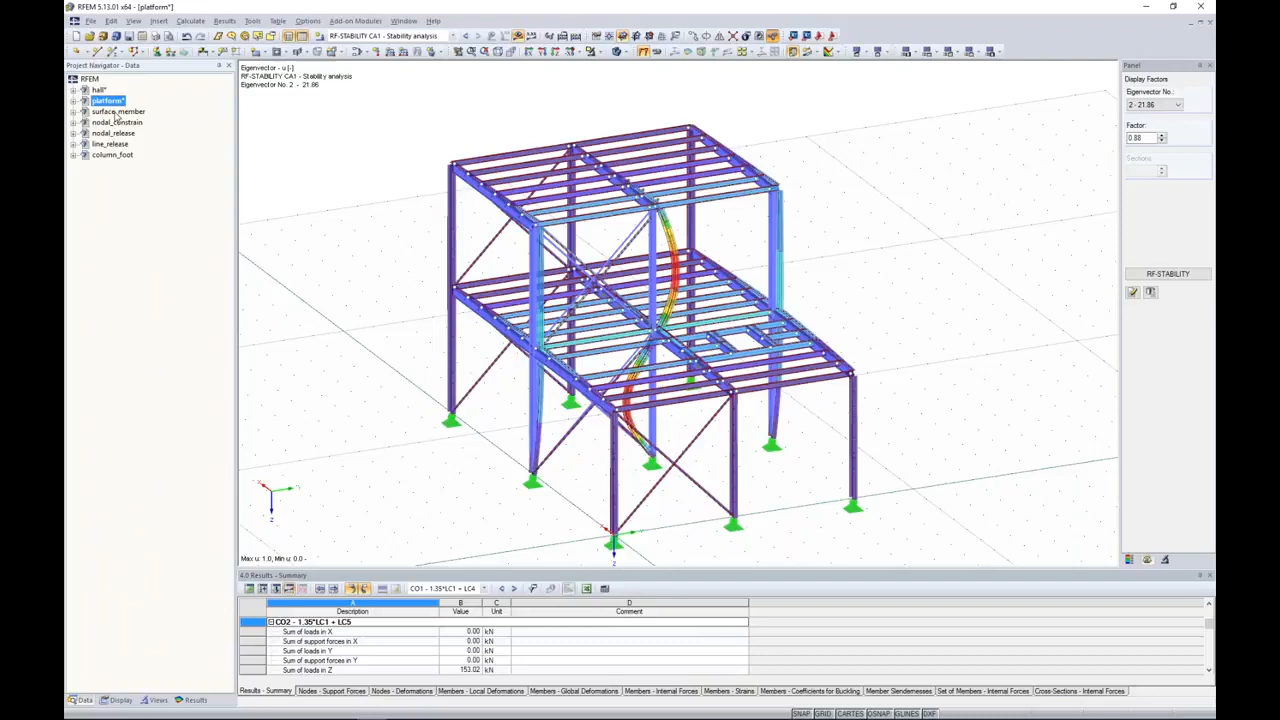 RFEM 5.13.01 x64 - [platform*]
File Edit View Insert Calculate Results Tools Table Options Add-on Modules Window Help
RF-STABILITY CA1 - Stability analysis
Project Navigator - Data
RFEM
hall*
platform*
surface_member
nodal_constrain
nodal_release
line_release
column_foot
Data Display Views Results
Eigenvector - u [-]
RF-STABILITY CA1 - Stability analysis
Eigenvector No. 2 - 21.86
Z
Z
Max u: 1.0, Min u: 0.0 -
Panel
Display Factors
Eigenvector No.:
2 - 21.86
Factor:
0.88
Sections:
RF-STABILITY
4.0 Results - Summary
CO1 - 1.35*LC1 + LC4
A B C D
Description Value Unit Comment
CO2 - 1.35*LC1 + LC5
Sum of loads in X 0.00 kN
Sum of support forces in X 0.00 kN
Sum of loads in Y 0.00 kN
Sum of support forces in Y 0.00 kN
Sum of loads in Z 153.02 kN
Results - Summary Nodes - Support Forces Nodes - Deformations Members - Local Deformations Members - Global Deformations Members - Internal Forces Members - Strains Members - Coefficients for Buckling Member Slendernesses Set of Members - Internal Forces Cross-Sections - Internal Forces
SNAP GRID CARTES OSNAP GLINES DXF